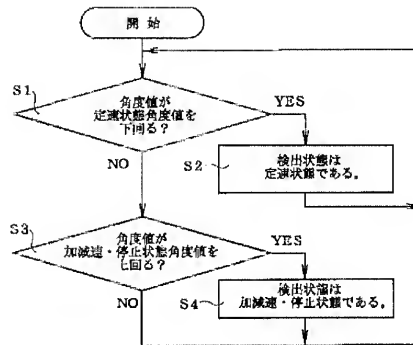 開始
S1
角度値が
定速状態角度値を
下回る?
YES
NO
S2
検出状態は
定速状態である。
S3
角度値が
加減速・停止状態角度値を
上回る?
YES
NO
S4
検出状態は
加減速・停止状態である。